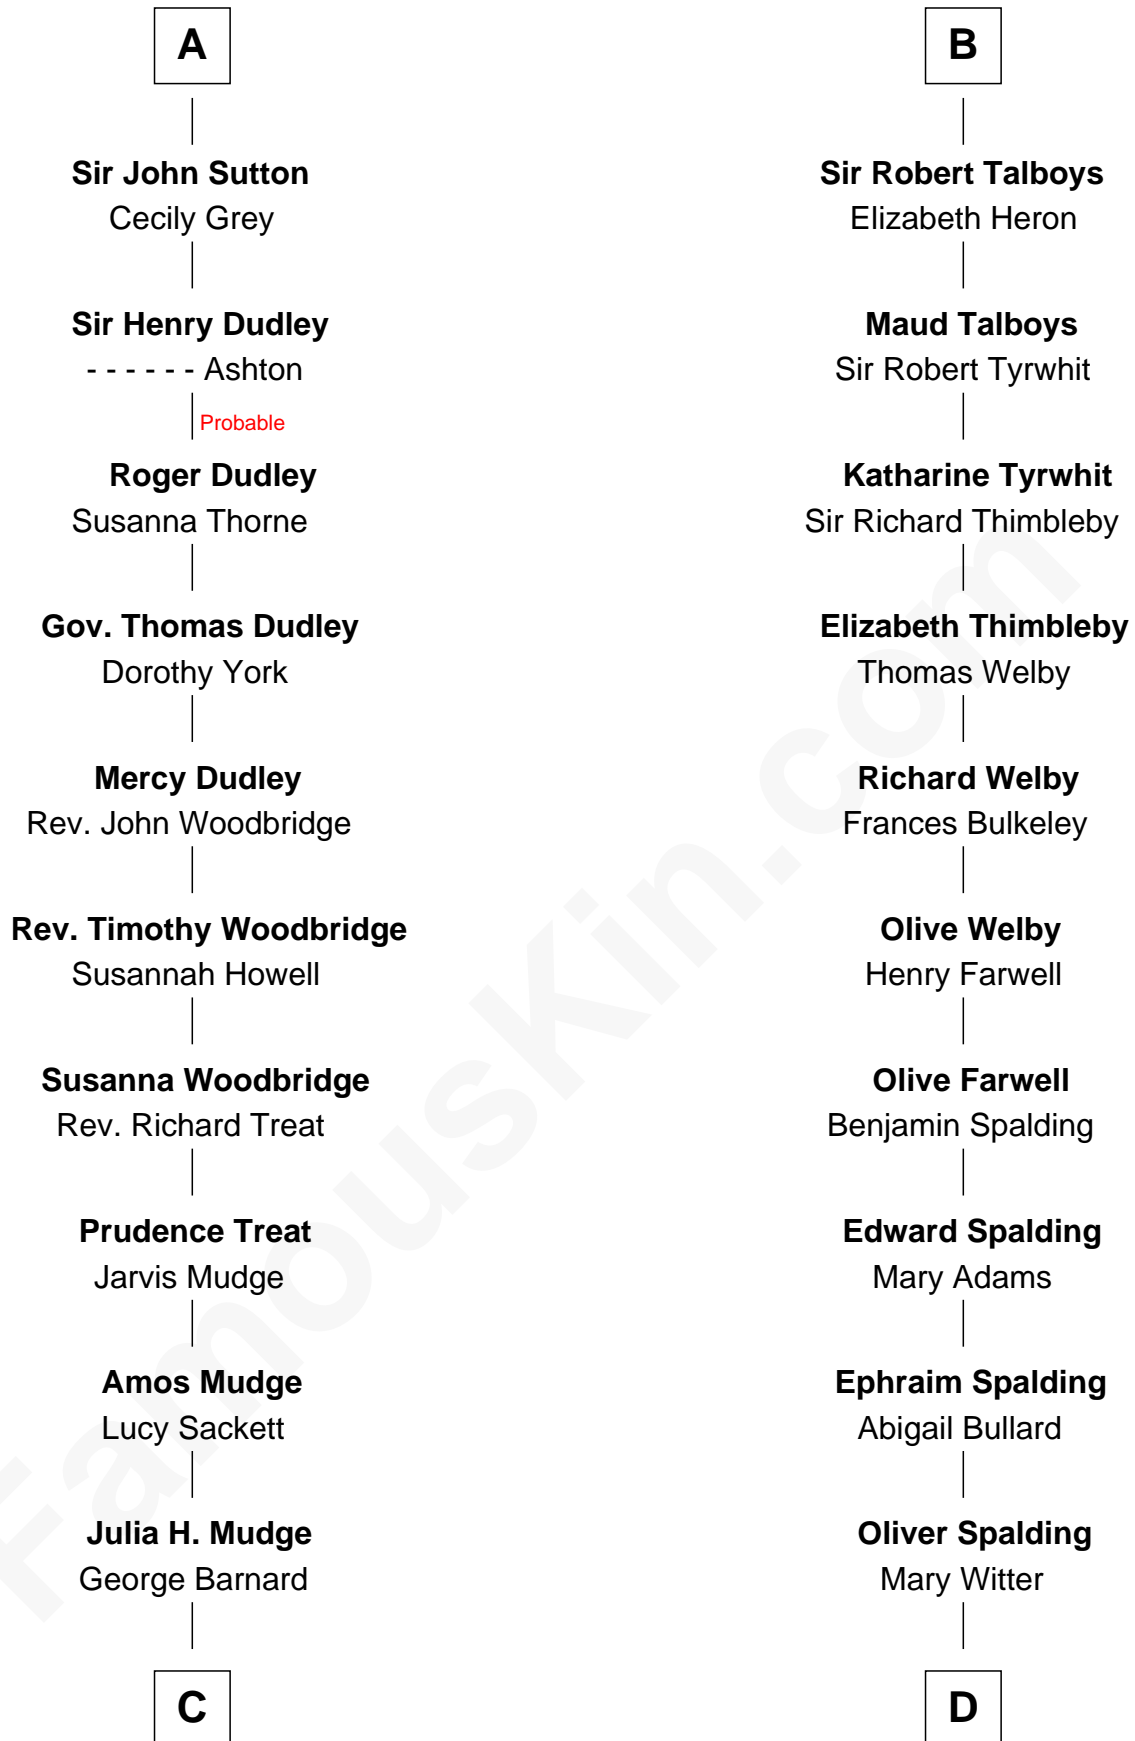 A
Sir John Sutton
Cecily Grey
Sir Henry Dudley
- - - - - - Ashton
Probable
Roger Dudley
Susanna Thorne
Gov. Thomas Dudley
Dorothy York
Mercy Dudley
Rev. John Woodbridge
Rev. Timothy Woodbridge
Susannah Howell
Susanna Woodbridge
Rev. Richard Treat
Prudence Treat
Jarvis Mudge
Amos Mudge
Lucy Sackett
Julia H. Mudge
George Barnard
C
B
Sir Robert Talboys
Elizabeth Heron
Maud Talboys
Sir Robert Tyrwhit
Katharine Tyrwhit
Sir Richard Thimbleby
Elizabeth Thimbleby
Thomas Welby
Richard Welby
Frances Bulkeley
Olive Welby
Henry Farwell
Olive Farwell
Benjamin Spalding
Edward Spalding
Mary Adams
Ephraim Spalding
Abigail Bullard
Oliver Spalding
Mary Witter
D
FamousKin.com